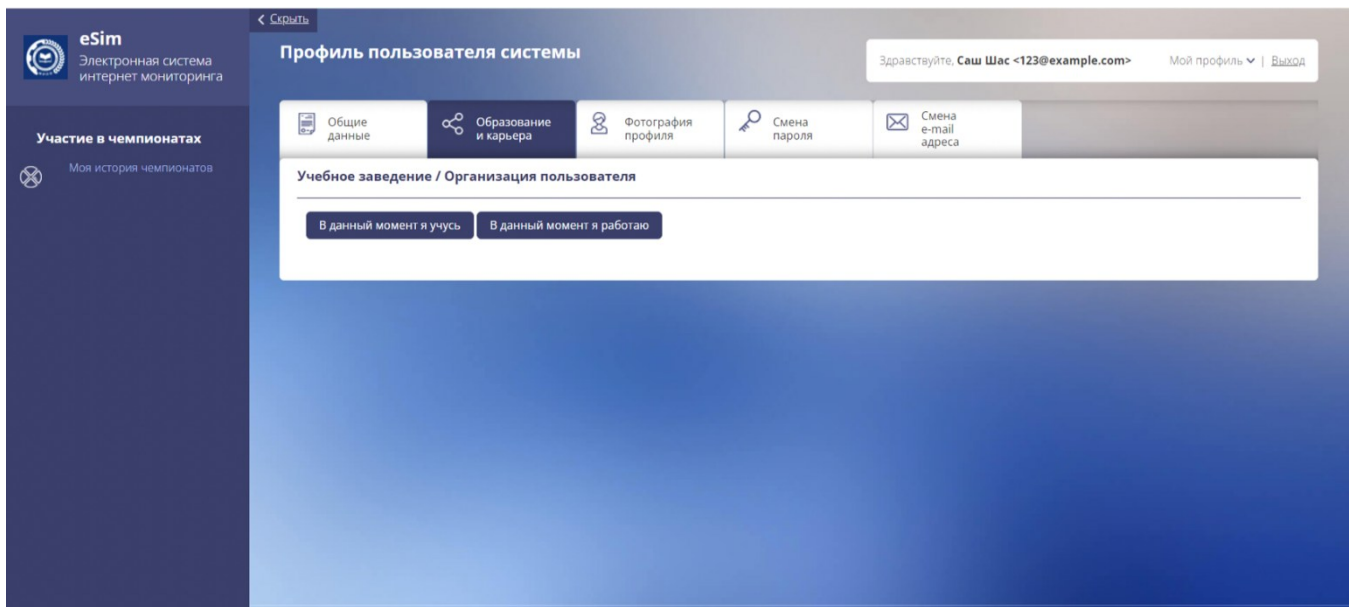 eSim
Электронная система
интернет мониторинга
Участие в чемпионатах
Моя история чемпионатов
Скрыть
Профиль пользователя системы
Здравствуйте, Саш Шас <123@example.com> Мой профиль | Выход
Общие
данные
Образование
и карьера
Фотография
профиля
Смена
пароля
Смена
e-mail
адреса
Учебное заведение / Организация пользователя
В данный момент я учусь
В данный момент я работаю